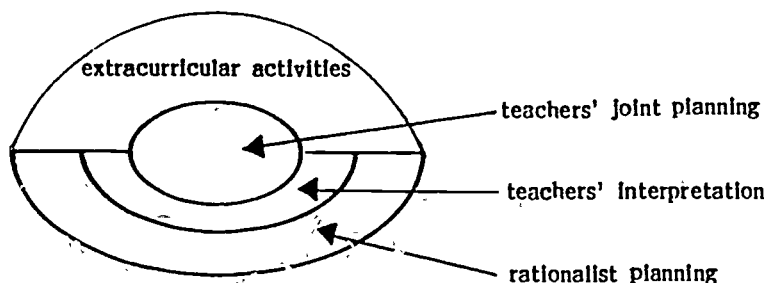 extracurricular activities
teachers' joint planning
teachers' interpretation
rationalist planning